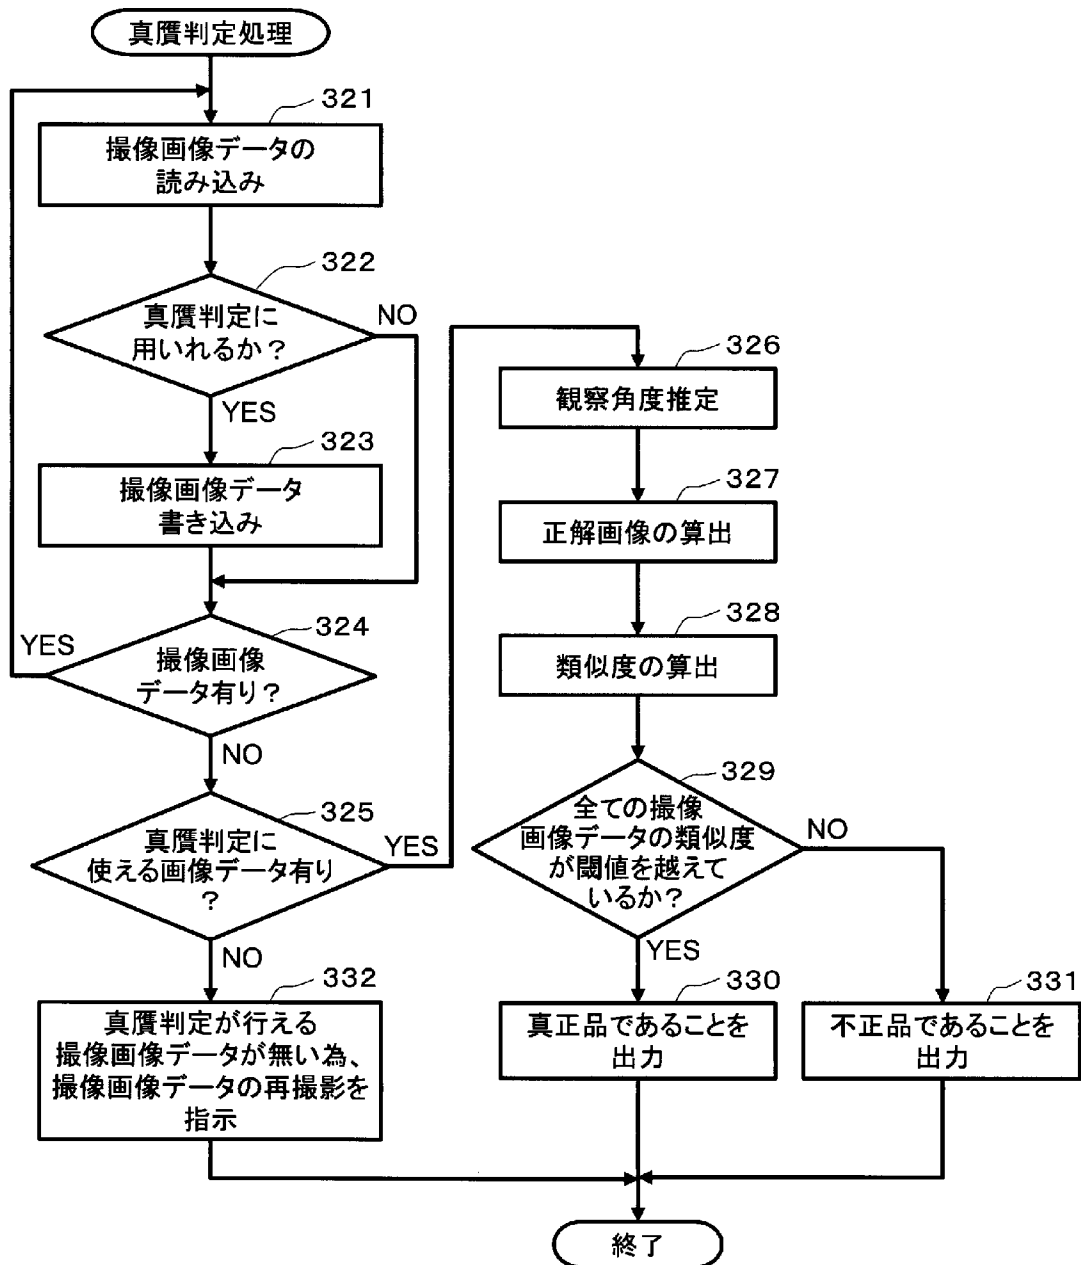 真贋判定処理
321
撮像画像データの
読み込み
322
真贋判定に
用いれるか？
NO
YES
323
撮像画像データ
書き込み
324
YES
撮像画像
データ有り？
NO
325
真贋判定に
使える画像データ有り
？
YES
NO
332
真贋判定が行える
撮像画像データが無い為、
撮像画像データの再撮影を
指示
326
観察角度推定
327
正解画像の算出
328
類似度の算出
329
全ての撮像
画像データの類似度
が閾値を越えて
いるか？
NO
YES
330
真正品であることを
出力
331
不正品であることを
出力
終了